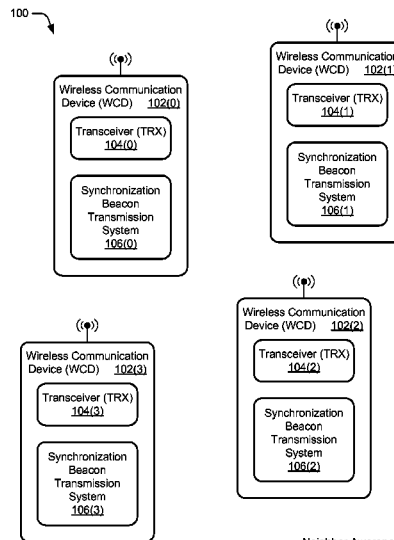 100
Wireless Communication
Device (WCD) 102(0)
Transceiver (TRX)
104(0)
Synchronization
Beacon
Transmission
System
106(0)
Wireless Communication
Device (WCD) 102(1)
Transceiver (TRX)
104(1)
Synchronization
Beacon
Transmission
System
106(1)
Wireless Communication
Device (WCD) 102(3)
Transceiver (TRX)
104(3)
Synchronization
Beacon
Transmission
System
106(3)
Wireless Communication
Device (WCD) 102(2)
Transceiver (TRX)
104(2)
Synchronization
Beacon
Transmission
System
106(2)